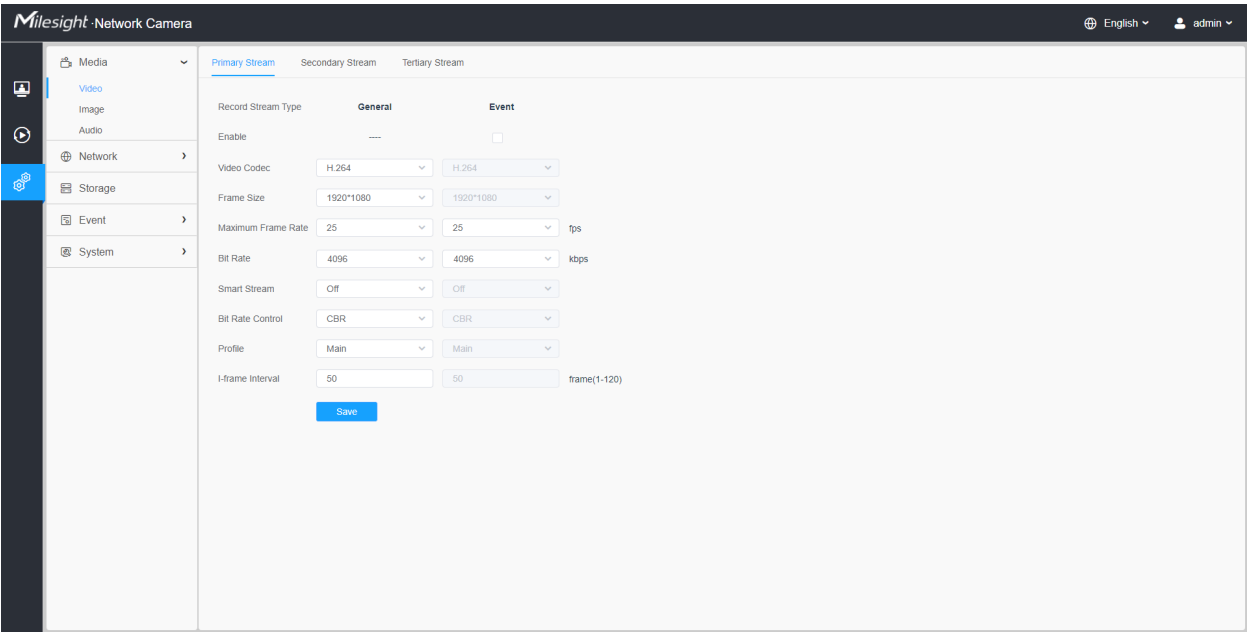 Milesight ·Network Camera
English
admin
Media
Video
Image
Audio
Network
Storage
Event
System
Primary Stream Secondary Stream Tertiary Stream
Record Stream Type General Event
Enable ----
Video Codec H.264 H.264
Frame Size 1920*1080 1920*1080
Maximum Frame Rate 25 25 fps
Bit Rate 4096 4096 kbps
Smart Stream Off Off
Bit Rate Control CBR CBR
Profile Main Main
I-frame Interval 50 50 frame(1-120)
Save